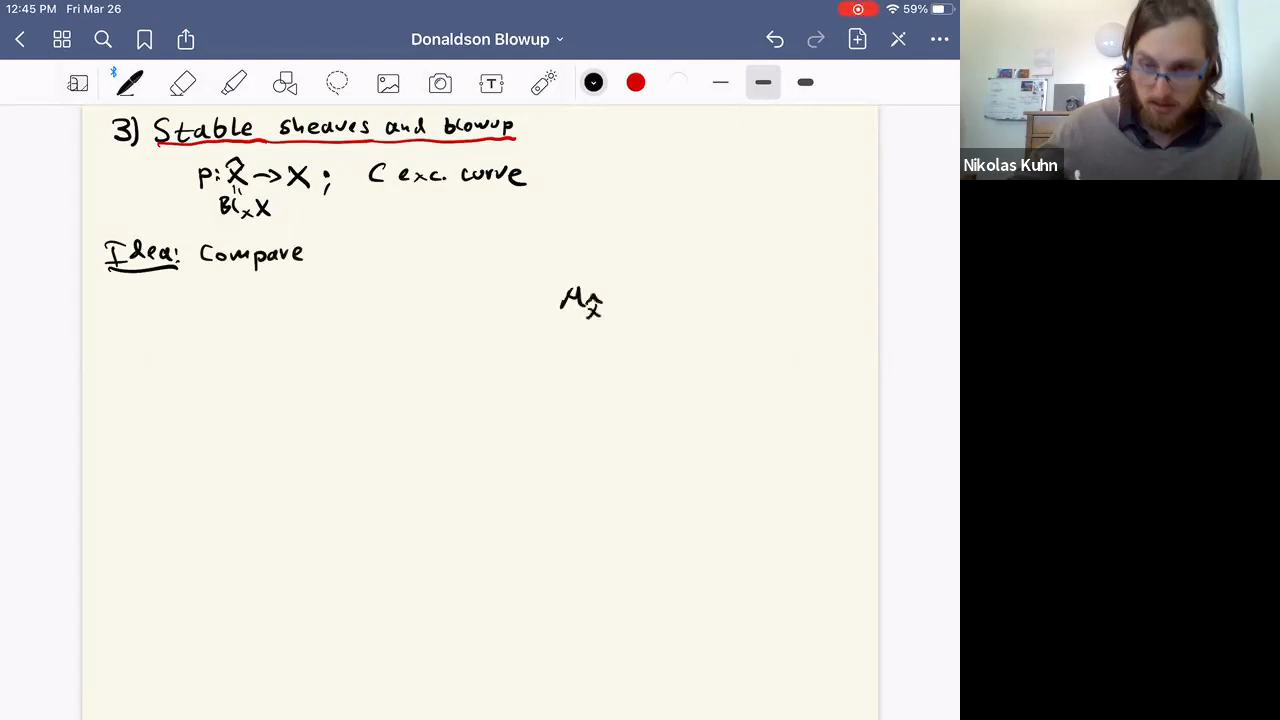 12:45 PM Fri Mar 26
59%
Donaldson Blowup
T
3) Stable sheaves and blowup
p: X̂ → X ; C exc. curve
Bl_x X
Idea: Compare
M_X̂
Nikolas Kuhn